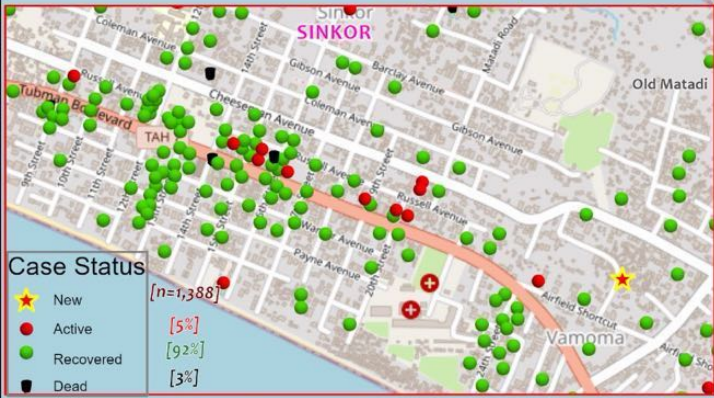 Sinkor
SINKOR
Coleman Avenue
14th Street
Matadi Road
Gibson Avenue
Barclay Avenue
Old Matadi
Russell Avenue
Tubman Boulevard
Cheeseman Avenue
Coleman Avenue
Gibson Avenue
TAH
9th Street
10th Street
11th Street
12th
14th Street
15th Street
Russell Avenue
Warner Avenue
Payne Avenue
20th Street
24th Street
Airfield Shortcut
Vamoma
Case Status
New [n=1,388]
Active [5%]
Recovered [92%]
Dead [3%]